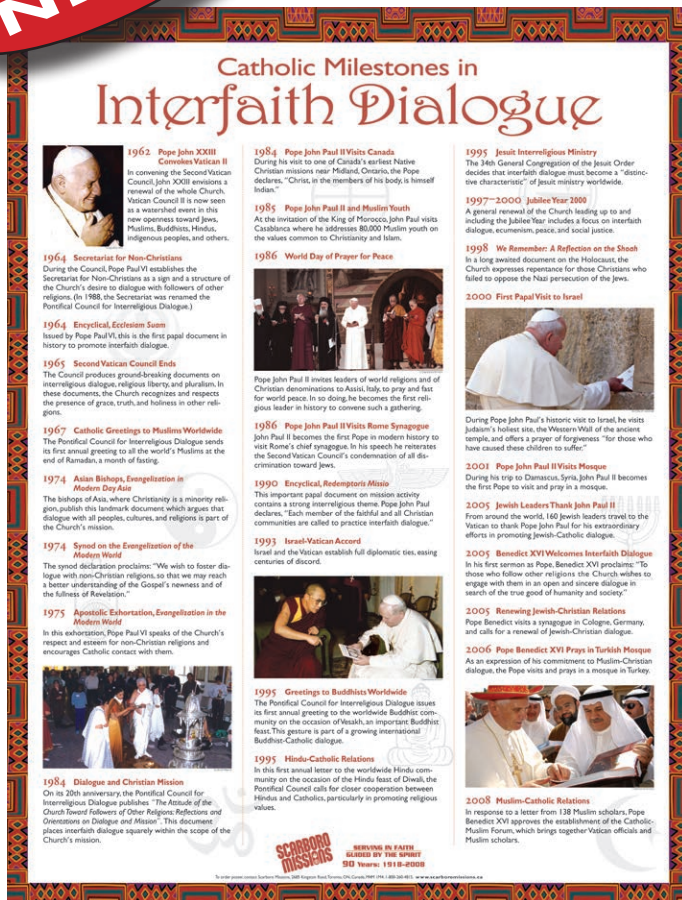 Catholic Milestones in
Interfaith Dialogue
1962 Pope John XXIII
Convokes Vatican II
In convening the Second Vatican
Council, John XXIII envisions a
renewal of the whole Church.
Vatican Council II is now seen
as a watershed event in this
new openness toward Jews,
Muslims, Buddhists, Hindus,
indigenous peoples, and others.
1964 Secretariat for Non-Christians
During the Council, Pope Paul VI establishes the
Secretariat for Non-Christians as a sign and a structure of
the Church's desire to dialogue with followers of other
religions. (In 1988, the Secretariat was renamed the
Pontifical Council for Interreligious Dialogue.)
1964 Encyclical, Ecclesiam Suam
Issued by Pope Paul VI, this is the first papal document in
history to promote interfaith dialogue.
1965 Second Vatican Council Ends
The Council produces ground-breaking documents on
interreligious dialogue, religious liberty, and pluralism. In
these documents, the Church recognizes and respects
the presence of grace, truth, and holiness in other reli-
gions.
1967 Catholic Greetings to Muslims Worldwide
The Pontifical Council for Interreligious Dialogue sends
its first annual greeting to all the world's Muslims at the
end of Ramadan, a month of fasting.
1974 Asian Bishops, Evangelization in
Modern Day Asia
The bishops of Asia, where Christianity is a minority reli-
gion, publish this landmark document which argues that
dialogue with all peoples, cultures, and religions is part of
the Church's mission.
1974 Synod on the Evangelization of the
Modern World
The synod declaration proclaims: "We wish to foster dia-
logue with non-Christian religions, so that we may reach
a better understanding of the Gospel's newness and of
the fullness of Revelation."
1975 Apostolic Exhortation, Evangelization in the
Modern World
In this exhortation, Pope Paul VI speaks of the Church's
respect and esteem for non-Christian religions and
encourages Catholic contact with them.
1984 Dialogue and Christian Mission
On its 20th anniversary, the Pontifical Council for
Interreligious Dialogue publishes "The Attitude of the
Church Toward Followers of Other Religions: Reflections and
Orientations on Dialogue and Mission". This document
places interfaith dialogue squarely within the scope of the
Church's mission.
1984 Pope John Paul II Visits Canada
During his visit to one of Canada's earliest Native
Christian missions near Midland, Ontario, the Pope
declares, "Christ, in the members of his body, is himself
Indian."
1985 Pope John Paul II and Muslim Youth
At the invitation of the King of Morocco, John Paul visits
Casablanca where he addresses 80,000 Muslim youth on
the values common to Christianity and Islam.
1986 World Day of Prayer for Peace
Pope John Paul II invites leaders of world religions and of
Christian denominations to Assisi, Italy, to pray and fast
for world peace. In so doing, he becomes the first reli-
gious leader in history to convene such a gathering.
1986 Pope John Paul II Visits Rome Synagogue
John Paul II becomes the first Pope in modern history to
visit Rome's chief synagogue. In his speech he reiterates
the Second Vatican Council's condemnation of all dis-
crimination toward Jews.
1990 Encyclical, Redemptoris Missio
This important papal document on mission activity
contains a strong interreligious theme. Pope John Paul
declares, "Each member of the faithful and all Christian
communities are called to practice interfaith dialogue."
1993 Israel-Vatican Accord
Israel and the Vatican establish full diplomatic ties, easing
centuries of discord.
1995 Greetings to Buddhists Worldwide
The Pontifical Council for Interreligious Dialogue issues
its first annual greeting to the worldwide Buddhist com-
munity on the occasion of Vesakh, an important Buddhist
feast. This gesture is part of a growing international
Buddhist-Catholic dialogue.
1995 Hindu-Catholic Relations
In this first annual letter to the worldwide Hindu com-
munity on the occasion of the Hindu feast of Diwali, the
Pontifical Council calls for closer cooperation between
Hindus and Catholics, particularly in promoting religious
values.
1995 Jesuit Interreligious Ministry
The 34th General Congregation of the Jesuit Order
decides that interfaith dialogue must become a "distinc-
tive characteristic" of Jesuit ministry worldwide.
1997–2000 Jubilee Year 2000
A general renewal of the Church leading up to and
including the Jubilee Year includes a focus on interfaith
dialogue, ecumenism, peace, and social justice.
1998 We Remember: A Reflection on the Shoah
In a long awaited document on the Holocaust, the
Church expresses repentance for those Christians who
failed to oppose the Nazi persecution of the Jews.
2000 First Papal Visit to Israel
During Pope John Paul's historic visit to Israel, he visits
Judaism's holiest site, the Western Wall of the ancient
temple, and offers a prayer of forgiveness "for those who
have caused these children to suffer."
2001 Pope John Paul II Visits Mosque
During his trip to Damascus, Syria, John Paul II becomes
the first Pope to visit and pray in a mosque.
2005 Jewish Leaders Thank John Paul II
From around the world, 160 Jewish leaders travel to the
Vatican to thank Pope John Paul for his extraordinary
efforts in promoting Jewish-Catholic dialogue.
2005 Benedict XVI Welcomes Interfaith Dialogue
In his first sermon as Pope, Benedict XVI proclaims: "To
those who follow other religions the Church wishes to
engage with them in an open and sincere dialogue in
search of the true good of humanity and society."
2005 Renewing Jewish-Christian Relations
Pope Benedict visits a synagogue in Cologne, Germany,
and calls for a renewal of Jewish-Christian dialogue.
2006 Pope Benedict XVI Prays in Turkish Mosque
As an expression of his commitment to Muslim-Christian
dialogue, the Pope visits and prays in a mosque in Turkey.
2008 Muslim-Catholic Relations
In response to a letter from 138 Muslim scholars, Pope
Benedict XVI approves the establishment of the Catholic-
Muslim Forum, which brings together Vatican officials and
Muslim scholars.
SCARBORO
MISSIONS
SERVING IN FAITH
GUIDED BY THE SPIRIT
90 Years: 1918-2008
To order poster contact: Scarboro Missions, 2685 Kingston Road, Toronto, ON, Canada, M1M 1M4 1-800-260-4815 www.scarboromissions.ca